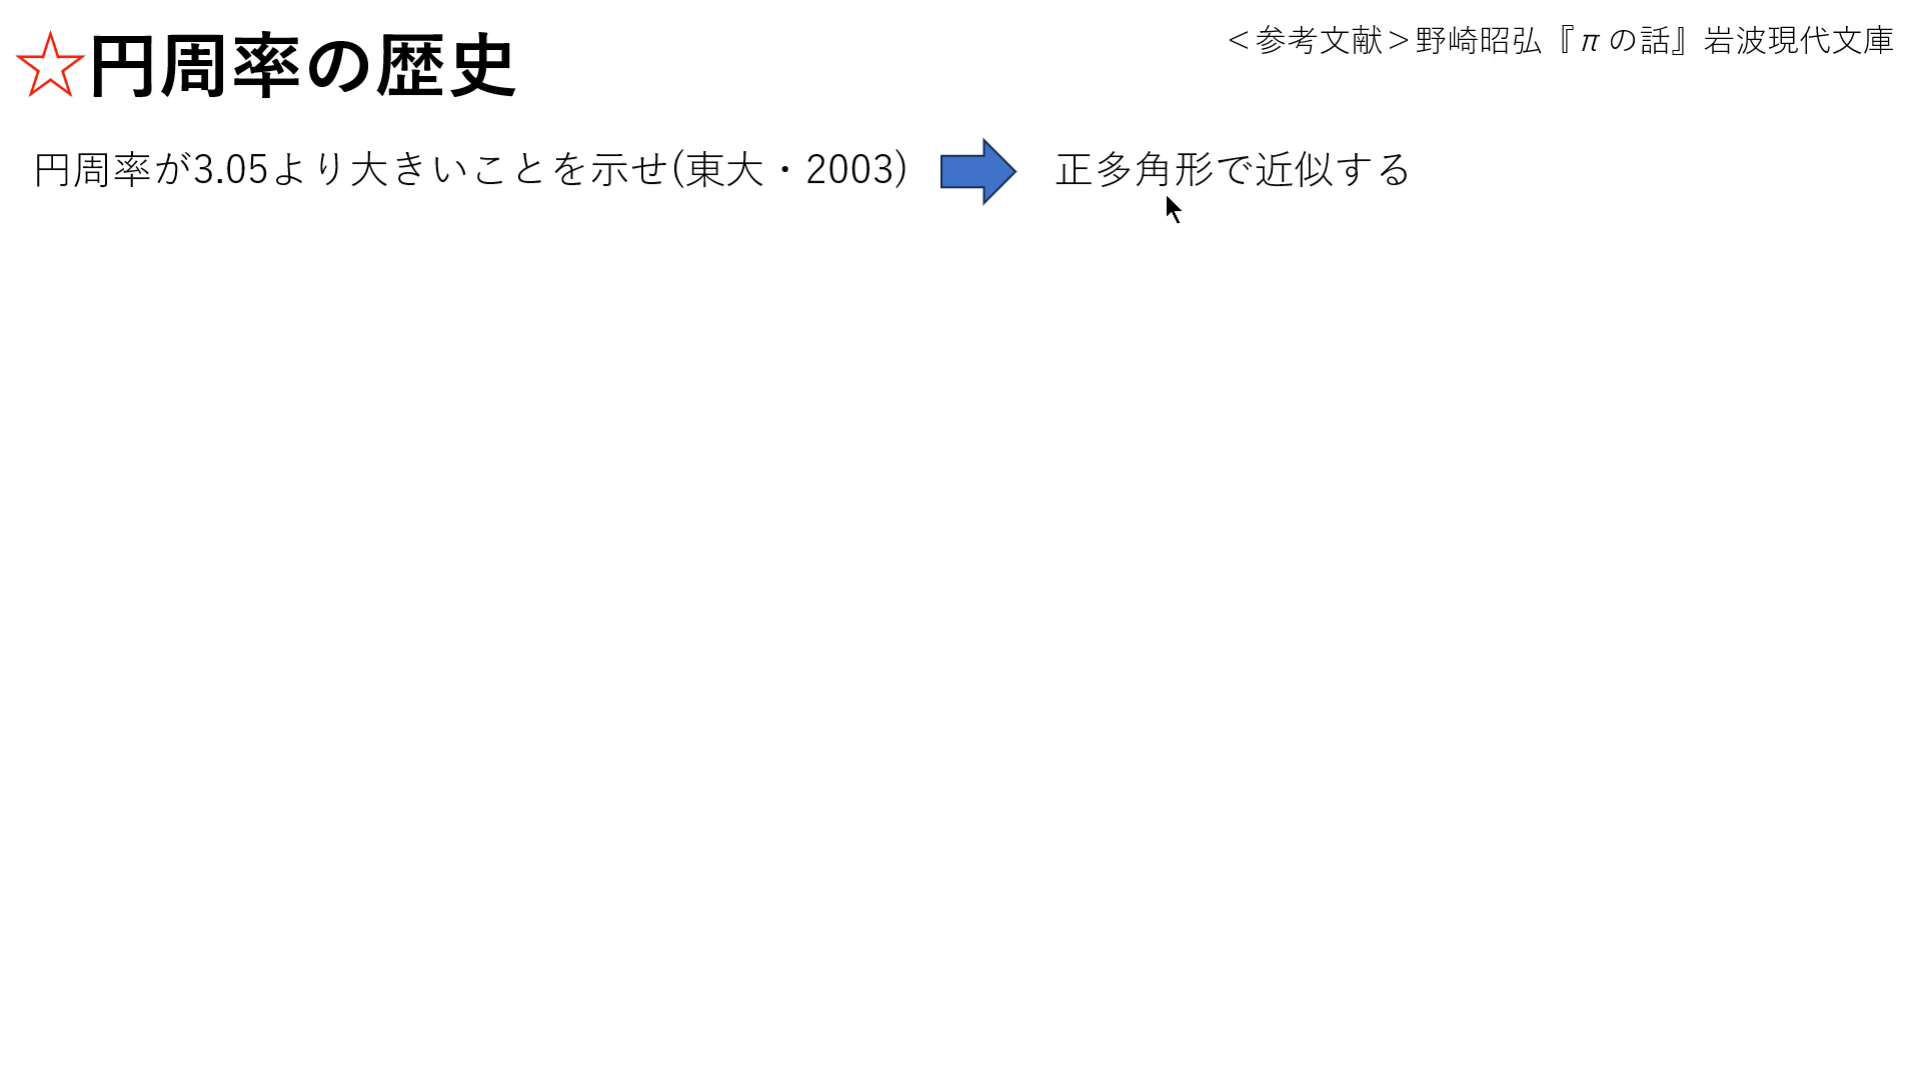 ☆円周率の歴史
＜参考文献＞野崎昭弘『πの話』岩波現代文庫
円周率が3.05より大きいことを示せ(東大・2003)
正多角形で近似する